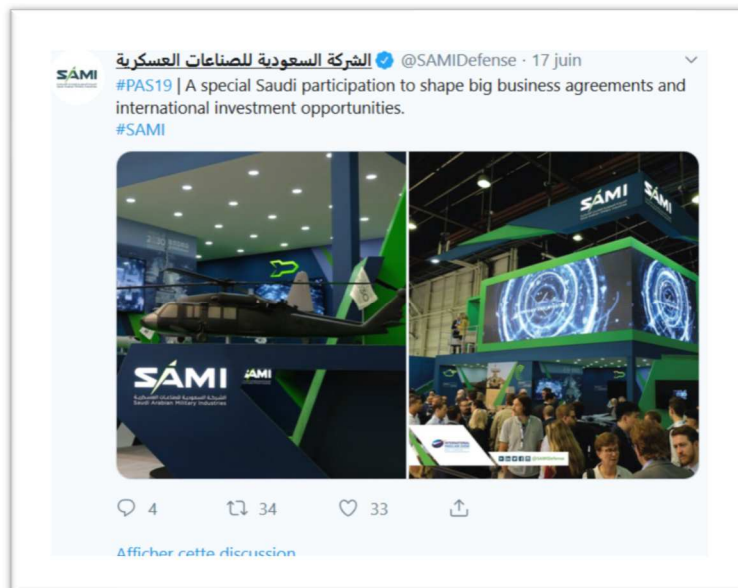 SAMI
الشركة السعودية للصناعات العسكرية @SAMIDefense · 17 juin
#PAS19 | A special Saudi participation to shape big business agreements and
international investment opportunities.
#SAMI
SAMI
SAMI
الشركة السعودية للصناعات العسكرية
Saudi Arabian Military Industries
SAMI
SAMI
INTERNATIONAL
@SAMIDefense
4
34
33
Afficher cette discussion